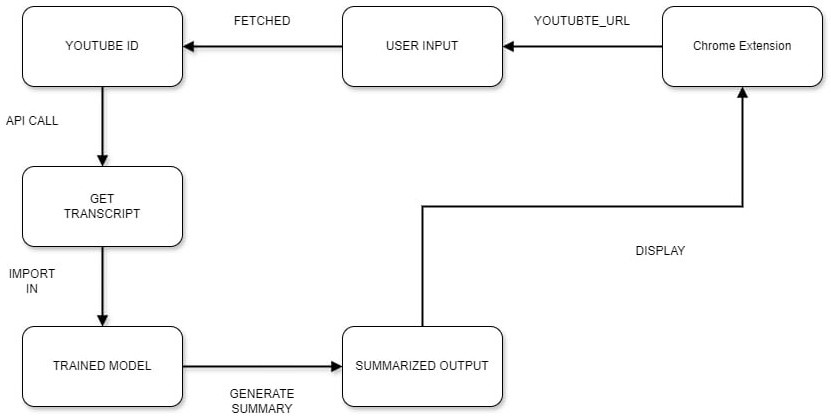 FETCHED
YOUTUBTE_URL
YOUTUBE ID
USER INPUT
Chrome Extension
API CALL
GET
TRANSCRIPT
DISPLAY
IMPORT
IN
TRAINED MODEL
SUMMARIZED OUTPUT
GENERATE
SUMMARY